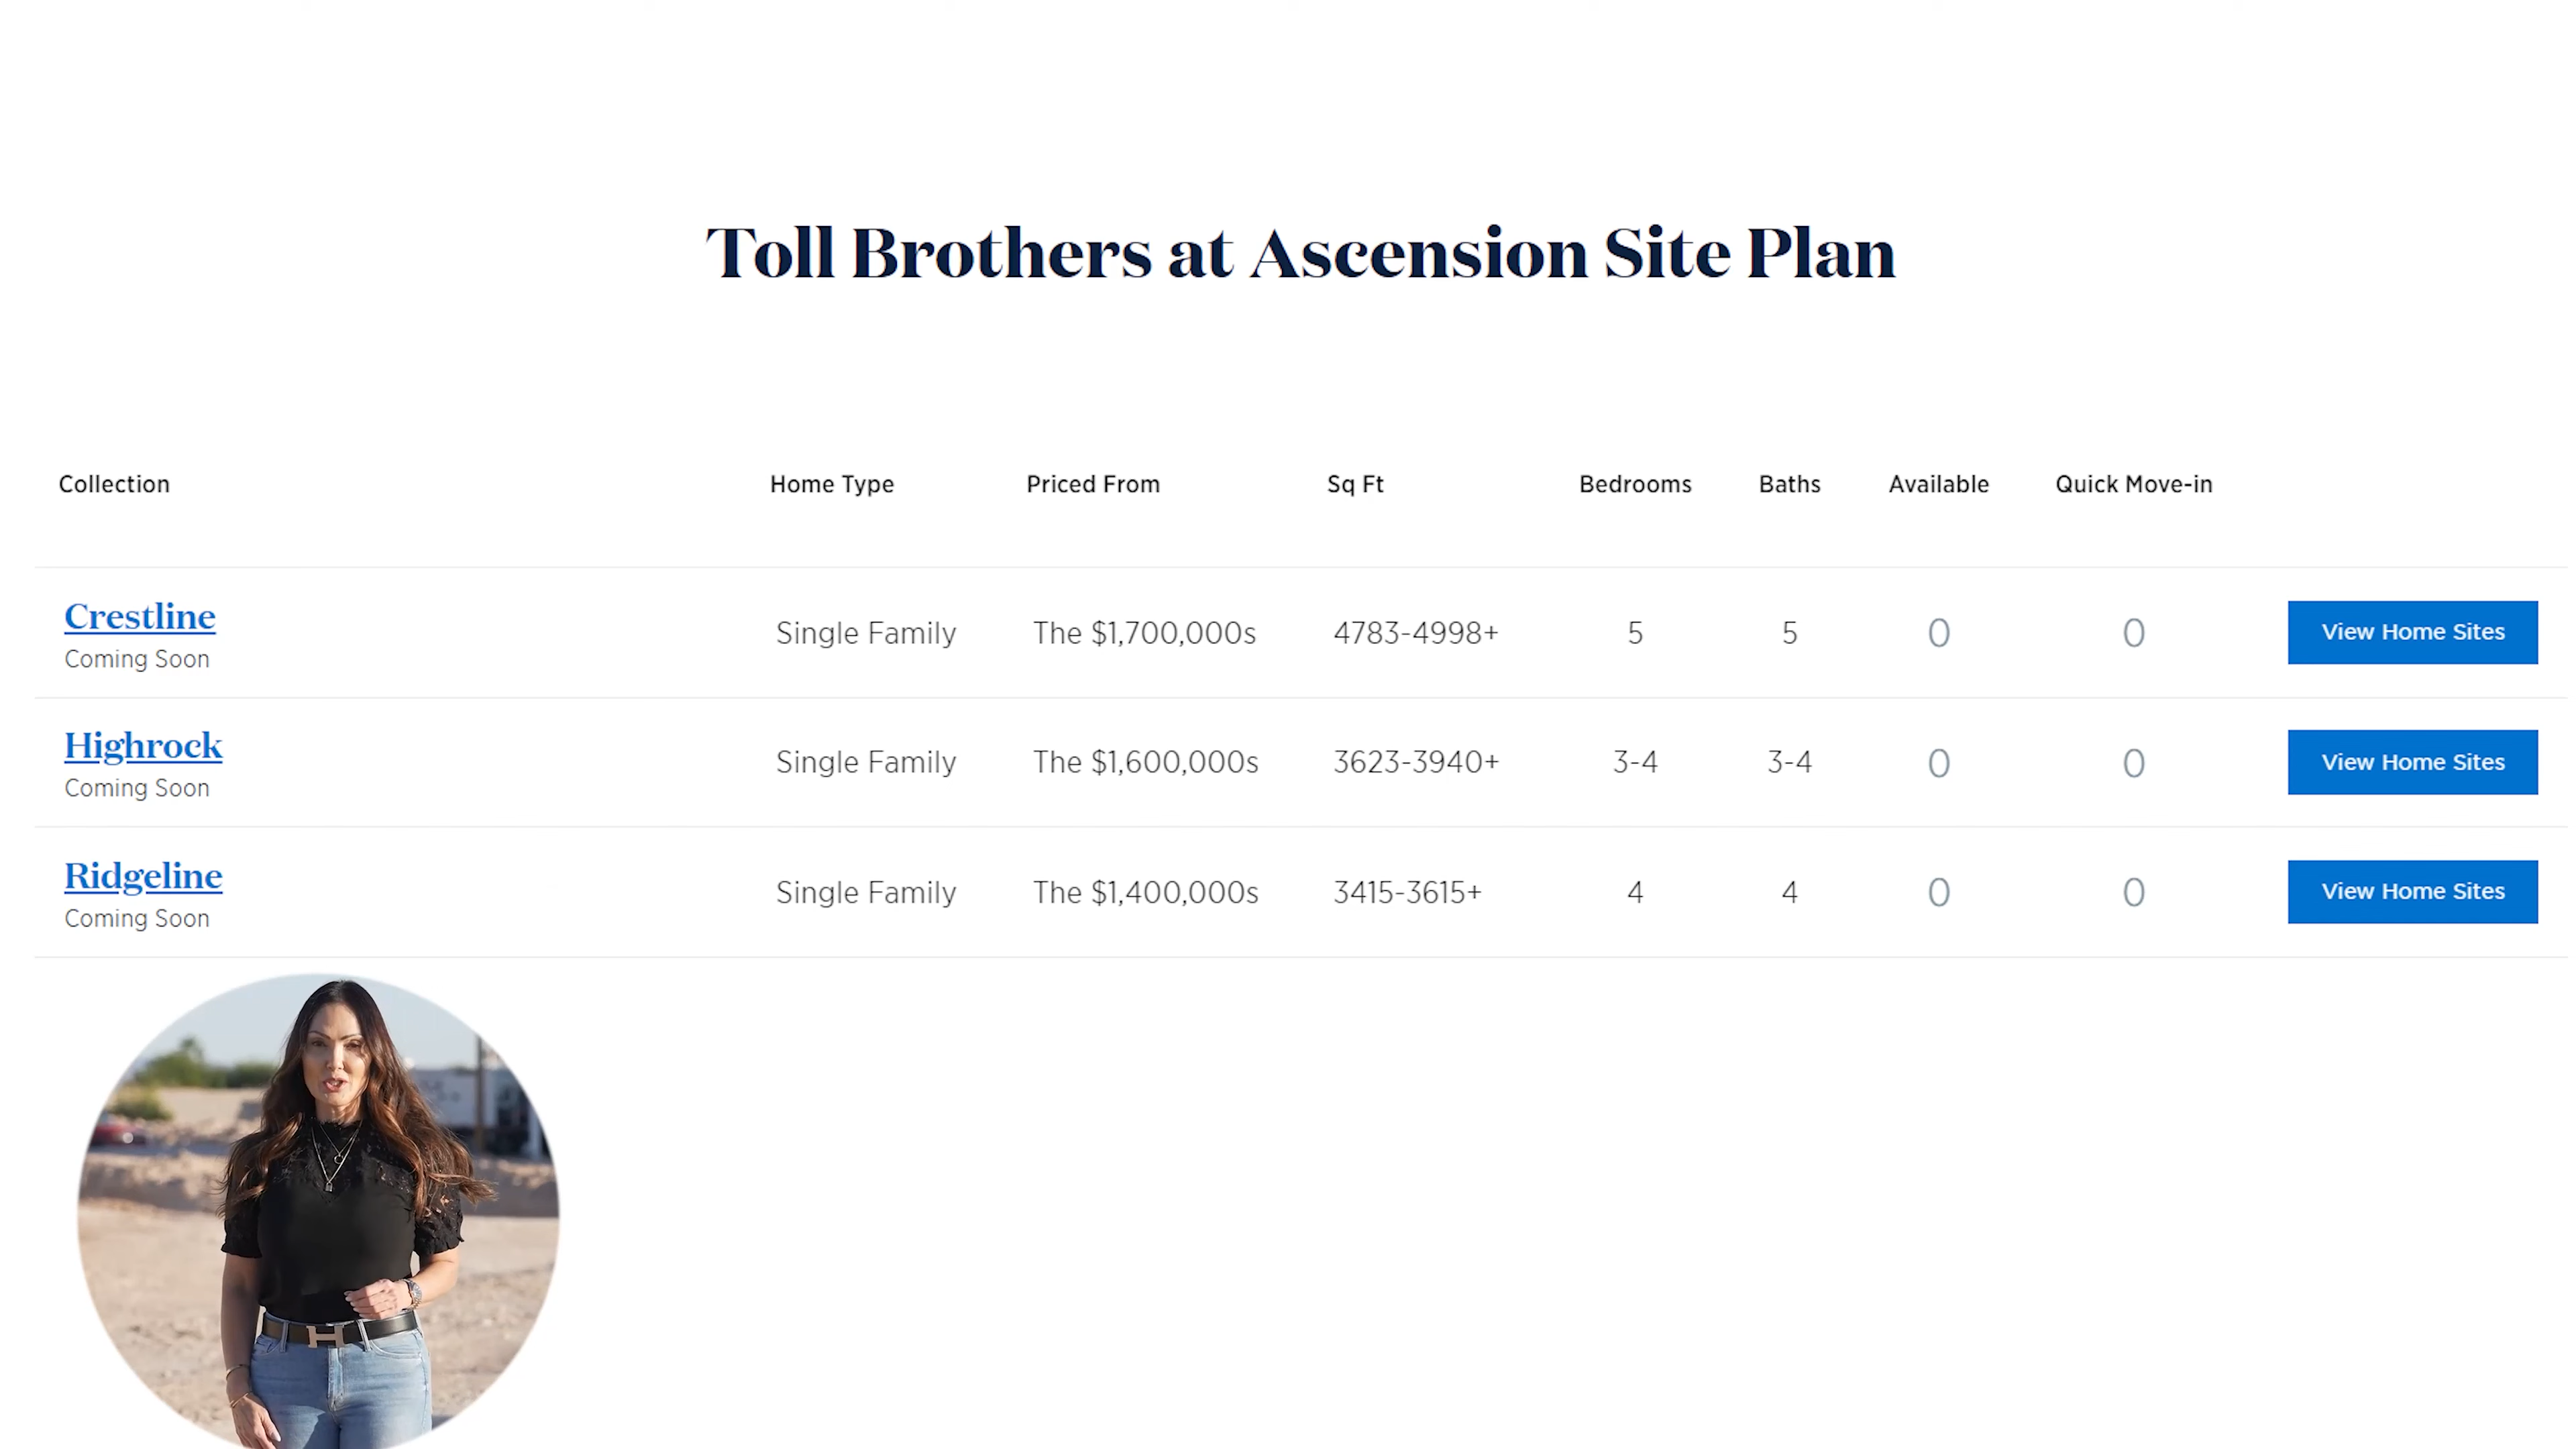 Toll Brothers at Ascension Site Plan
Collection Home Type Priced From Sq Ft Bedrooms Baths Available Quick Move-in
Crestline
Coming Soon
Single Family The $1,700,000s 4783-4998+ 5 5 0 0 View Home Sites
Highrock
Coming Soon
Single Family The $1,600,000s 3623-3940+ 3-4 3-4 0 0 View Home Sites
Ridgeline
Coming Soon
Single Family The $1,400,000s 3415-3615+ 4 4 0 0 View Home Sites